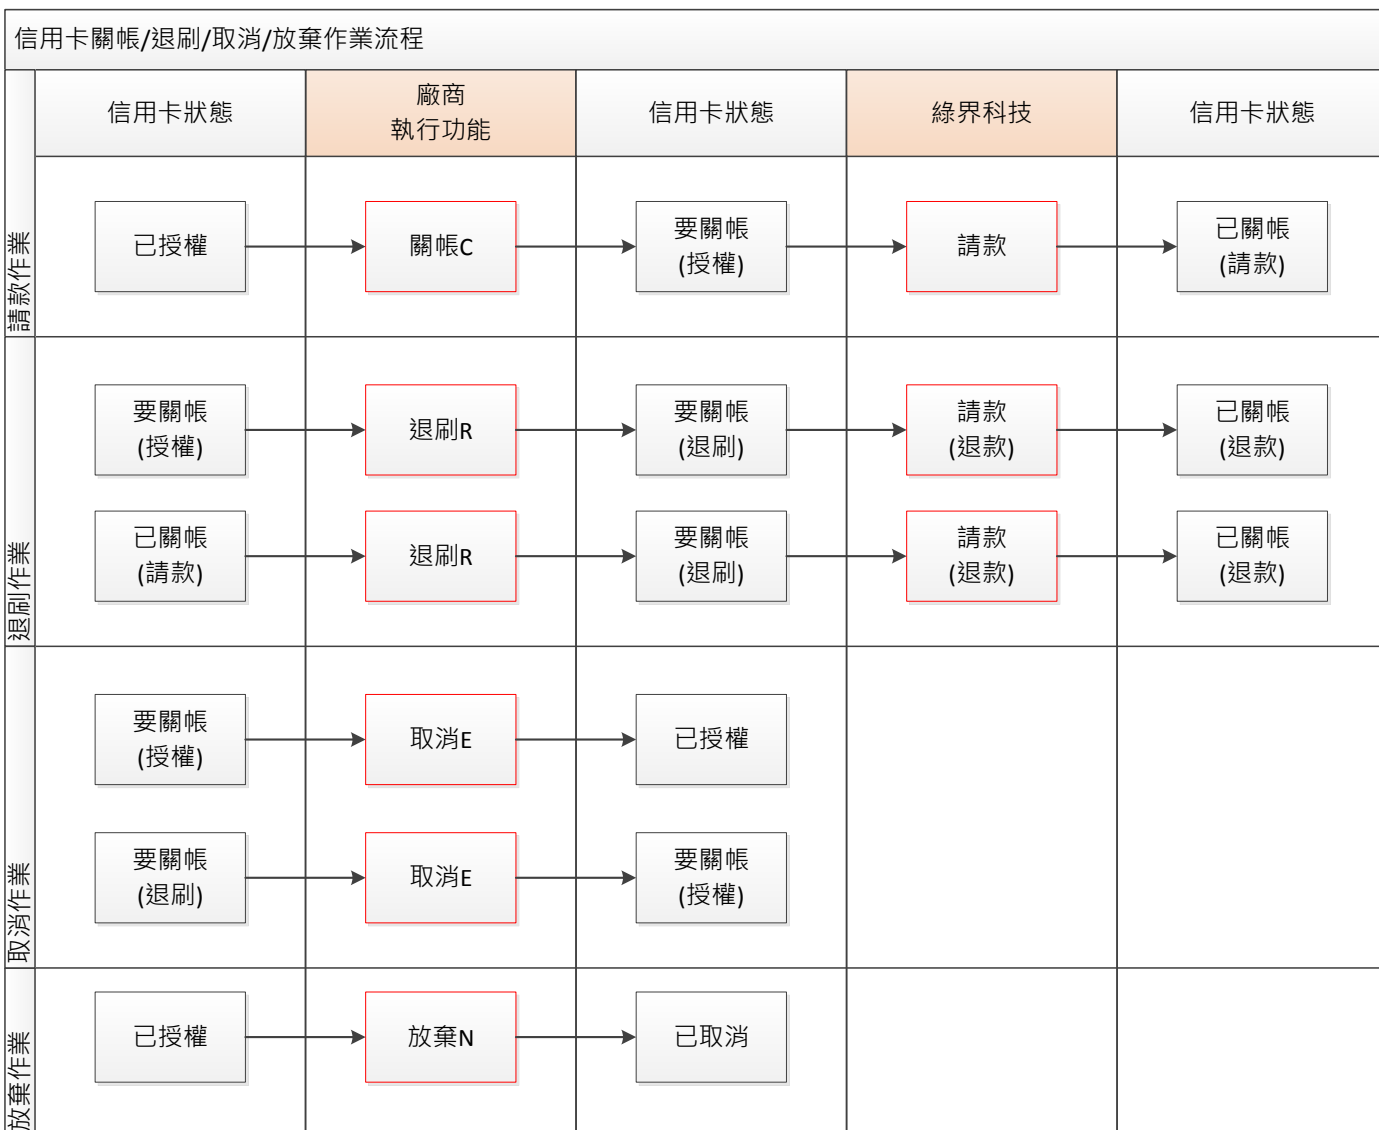 信用卡關帳/退刷/取消/放棄作業流程
信用卡狀態
廠商
執行功能
信用卡狀態
綠界科技
信用卡狀態
請款作業
已授權
關帳C
要關帳
(授權)
請款
已關帳
(請款)
退刷作業
要關帳
(授權)
退刷R
要關帳
(退刷)
請款
(退款)
已關帳
(退款)
已關帳
(請款)
退刷R
要關帳
(退刷)
請款
(退款)
已關帳
(退款)
取消作業
要關帳
(授權)
取消E
已授權
要關帳
(退刷)
取消E
要關帳
(授權)
放棄作業
已授權
放棄N
已取消